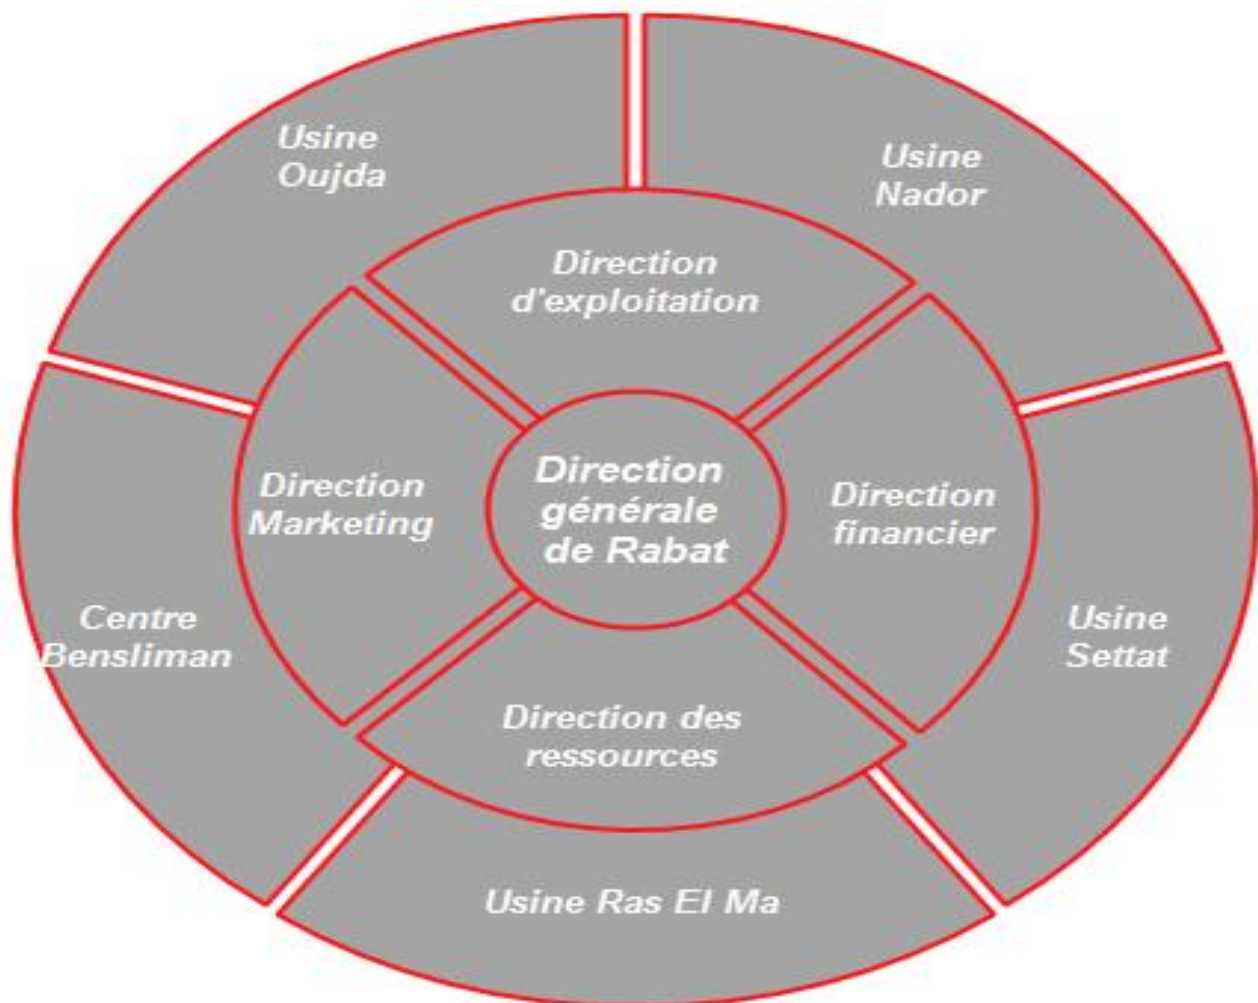 Usine
Oujda
Usine
Nador
Direction
d'exploitation
Direction
Marketing
Direction
générale
de Rabat
Direction
financier
Centre
Bensliman
Usine
Settat
Direction des
ressources
Usine Ras El Ma